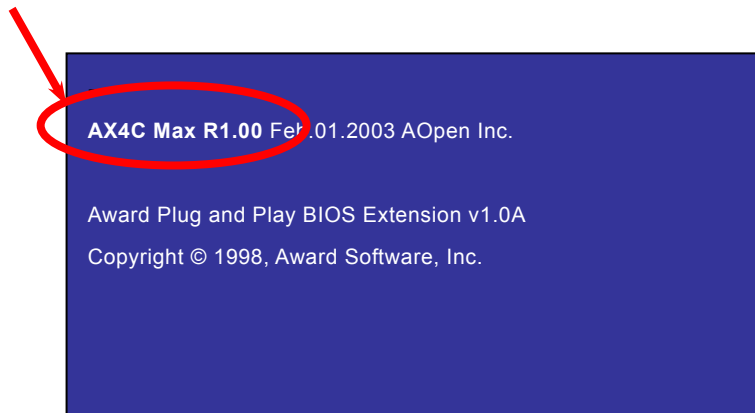 AX4C Max R1.00 Feb.01.2003 AOpen Inc.
Award Plug and Play BIOS Extension v1.0A
Copyright © 1998, Award Software, Inc.